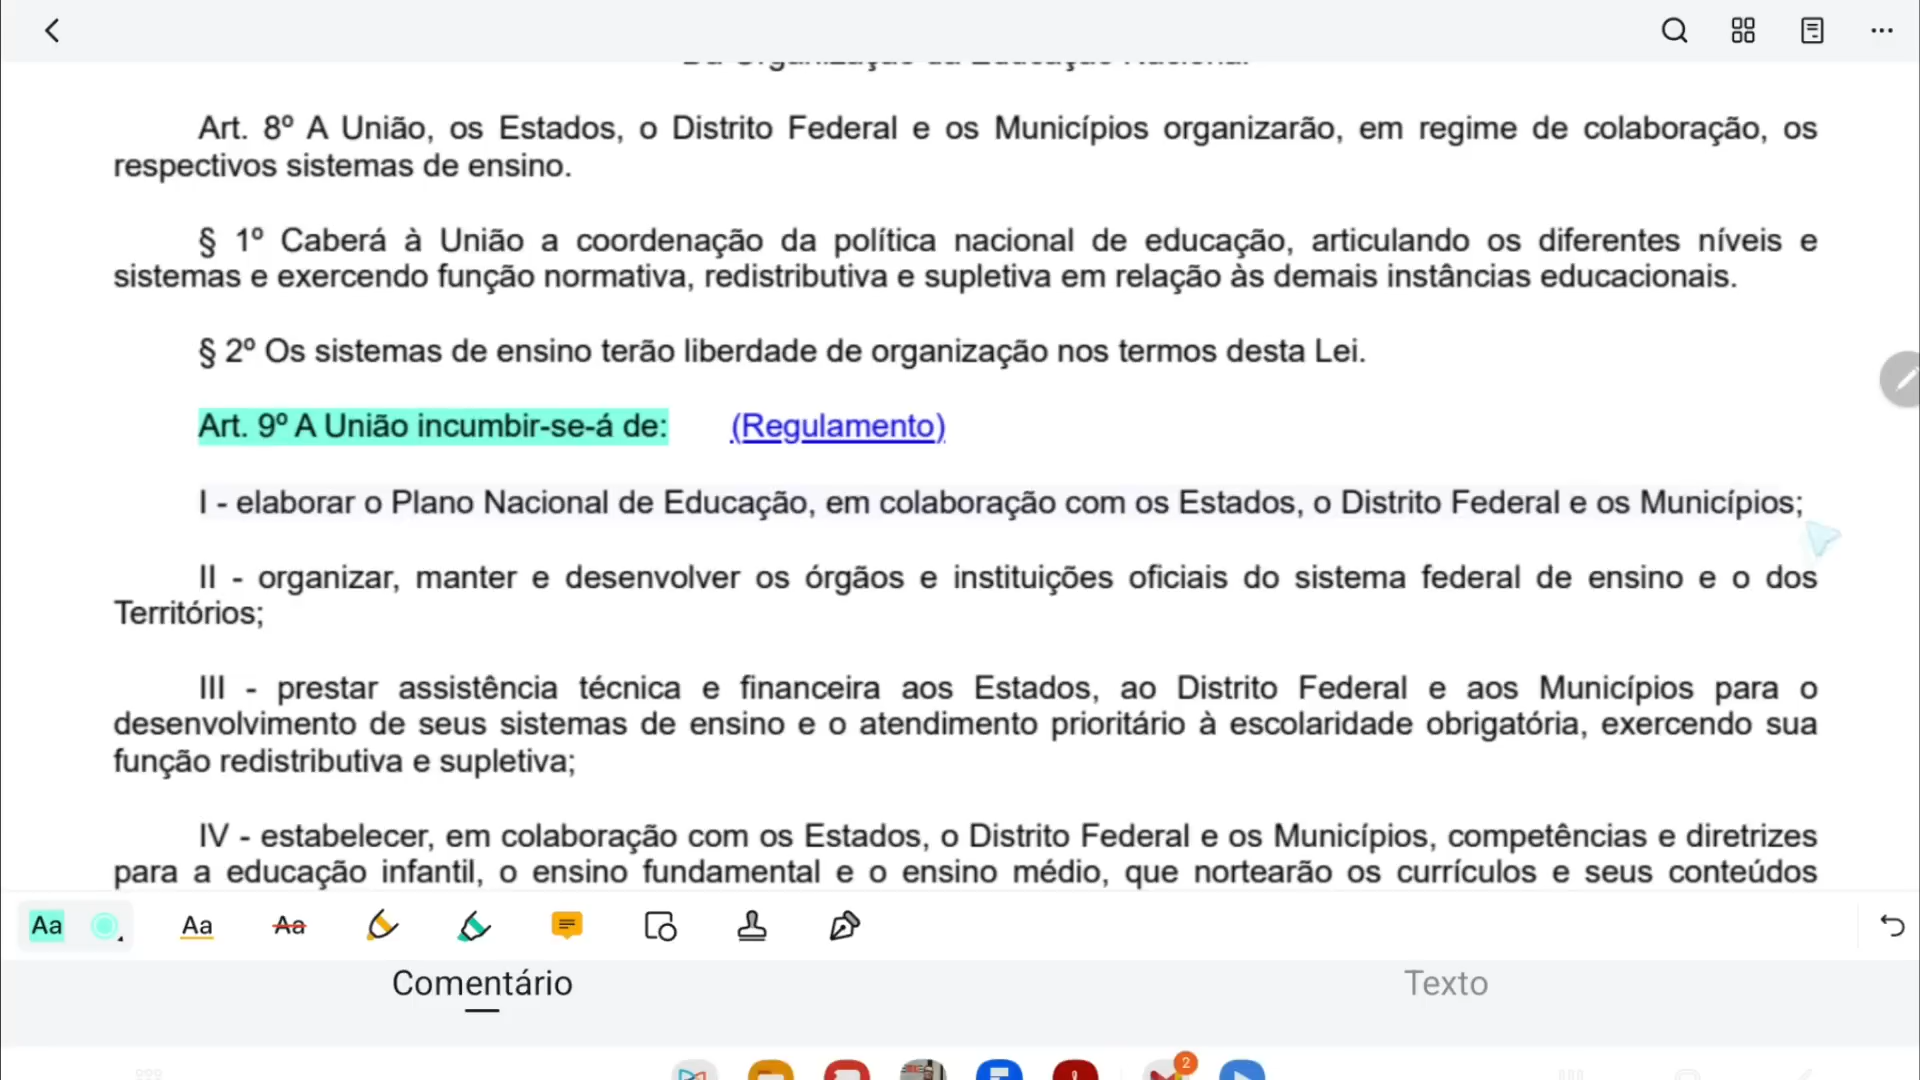 Da Organização da Educação Nacional
Art. 8º A União, os Estados, o Distrito Federal e os Municípios organizarão, em regime de colaboração, os
respectivos sistemas de ensino.
§ 1º Caberá à União a coordenação da política nacional de educação, articulando os diferentes níveis e
sistemas e exercendo função normativa, redistributiva e supletiva em relação às demais instâncias educacionais.
§ 2º Os sistemas de ensino terão liberdade de organização nos termos desta Lei.
Art. 9º A União incumbir-se-á de: (Regulamento)
I - elaborar o Plano Nacional de Educação, em colaboração com os Estados, o Distrito Federal e os Municípios;
II - organizar, manter e desenvolver os órgãos e instituições oficiais do sistema federal de ensino e o dos
Territórios;
III - prestar assistência técnica e financeira aos Estados, ao Distrito Federal e aos Municípios para o
desenvolvimento de seus sistemas de ensino e o atendimento prioritário à escolaridade obrigatória, exercendo sua
função redistributiva e supletiva;
IV - estabelecer, em colaboração com os Estados, o Distrito Federal e os Municípios, competências e diretrizes
para a educação infantil, o ensino fundamental e o ensino médio, que nortearão os currículos e seus conteúdos
Aa Aa Aa
Comentário Texto
2